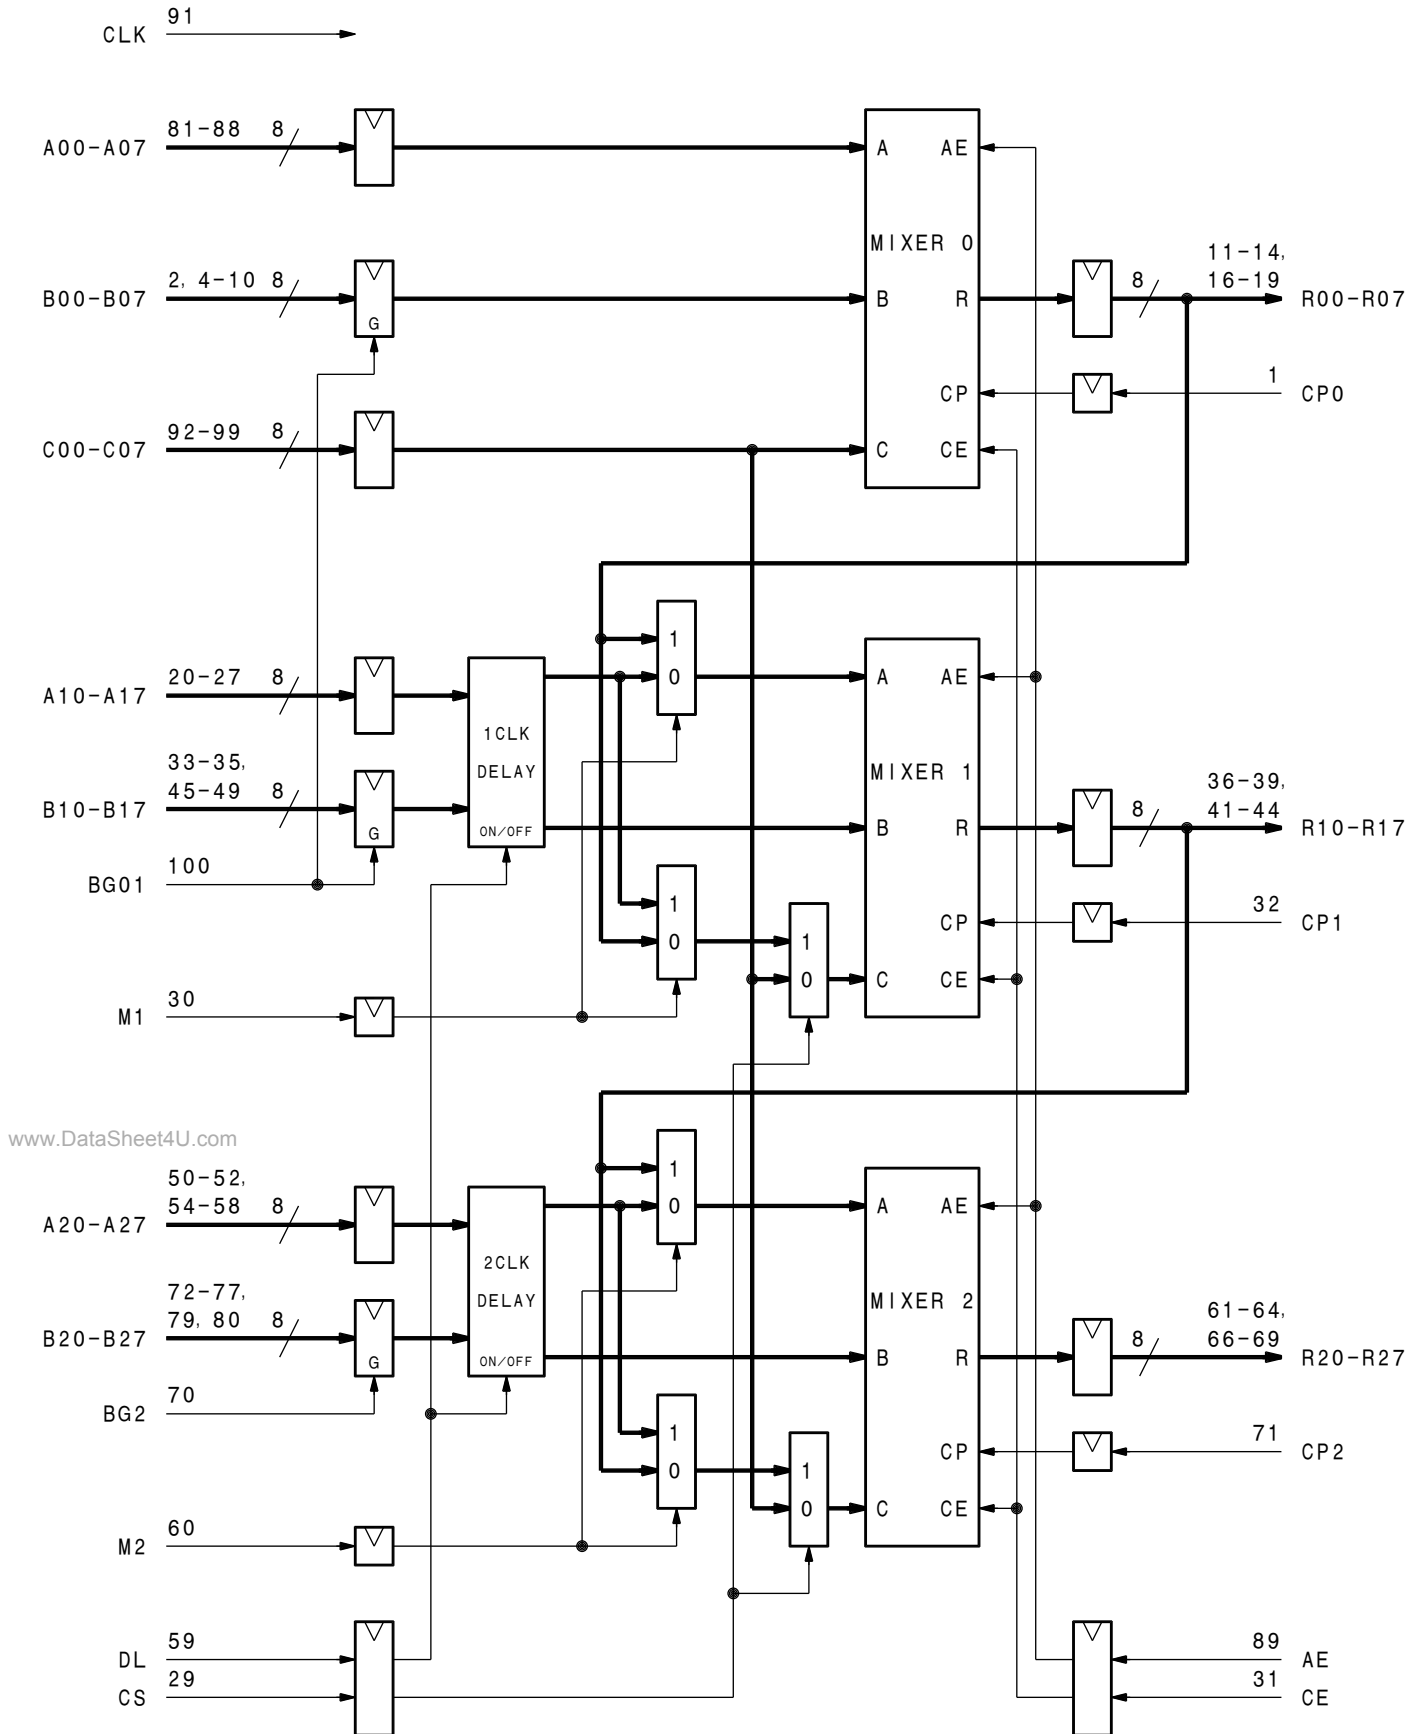 91
CLK
81-88 8
A00-A07
A AE
MIXER 0
2, 4-10 8
B00-B07
G
B R
8
11-14,
16-19
R00-R07
CP
1
CP0
92-99 8
C00-C07
C CE
1
0
20-27 8
A10-A17
1CLK
DELAY
ON/OFF
A AE
MIXER 1
33-35,
45-49 8
B10-B17
G
B R
8
36-39,
41-44
R10-R17
100
BG01
1
0
1
0
CP
32
CP1
C CE
30
M1
www.DataSheet4U.com
1
0
50-52,
54-58 8
A20-A27
2CLK
DELAY
ON/OFF
A AE
MIXER 2
72-77,
79, 80 8
B20-B27
G
B R
8
61-64,
66-69
R20-R27
70
BG2
1
0
1
0
CP
71
CP2
C CE
60
M2
59
DL
29
CS
89
AE
31
CE